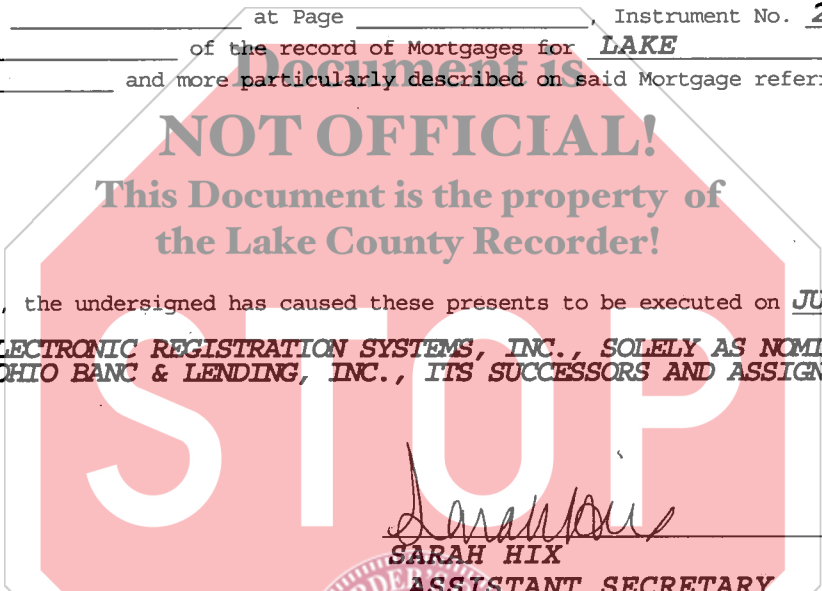 at Page , Instrument No. 2
of the record of Mortgages for LAKE
and more particularly described on said Mortgage referr
Document is
NOT OFFICIAL!
This Document is the property of
the Lake County Recorder!
, the undersigned has caused these presents to be executed on JU
LECTRONIC REGISTRATION SYSTEMS, INC., SOLELY AS NOMI
OHIO BANC & LENDING, INC., ITS SUCCESSORS AND ASSIGN
STOP
SARAH HIX
ASSISTANT SECRETARY